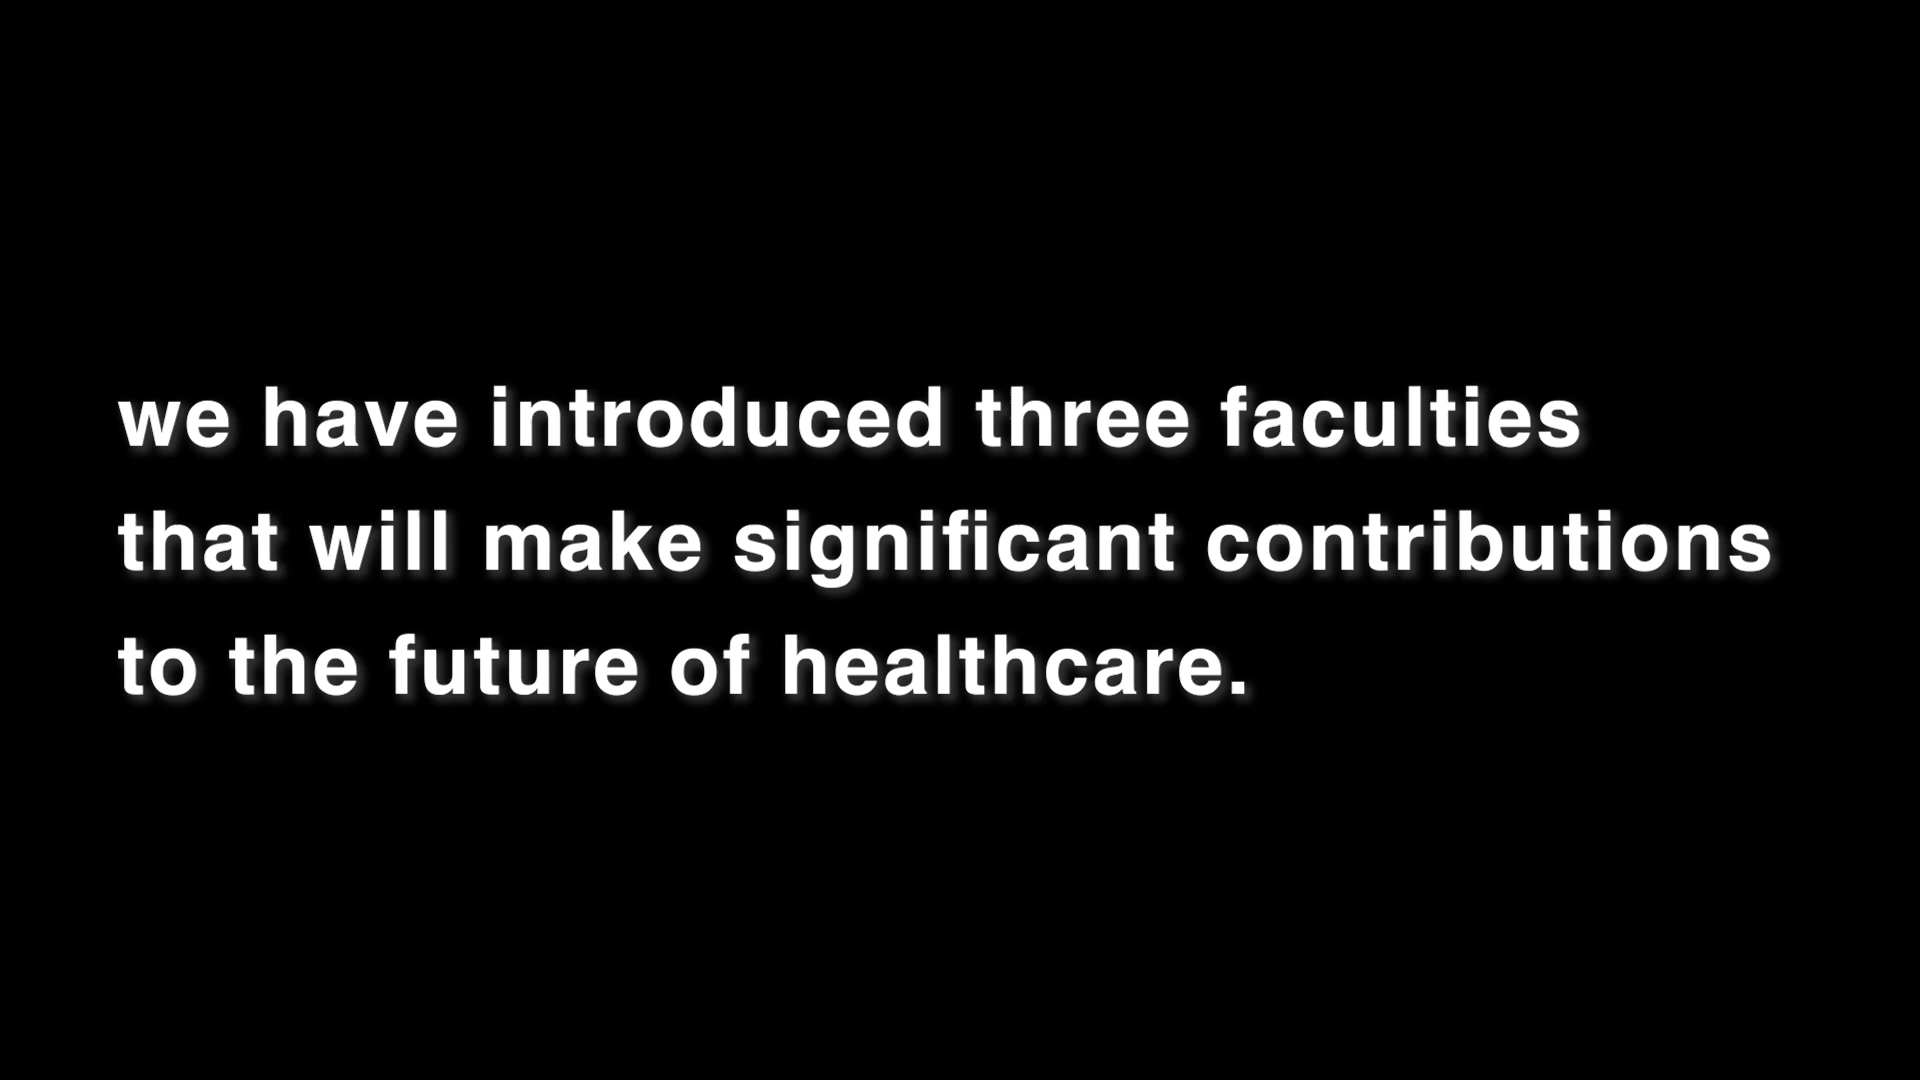 we have introduced three faculties
that will make significant contributions
to the future of healthcare.